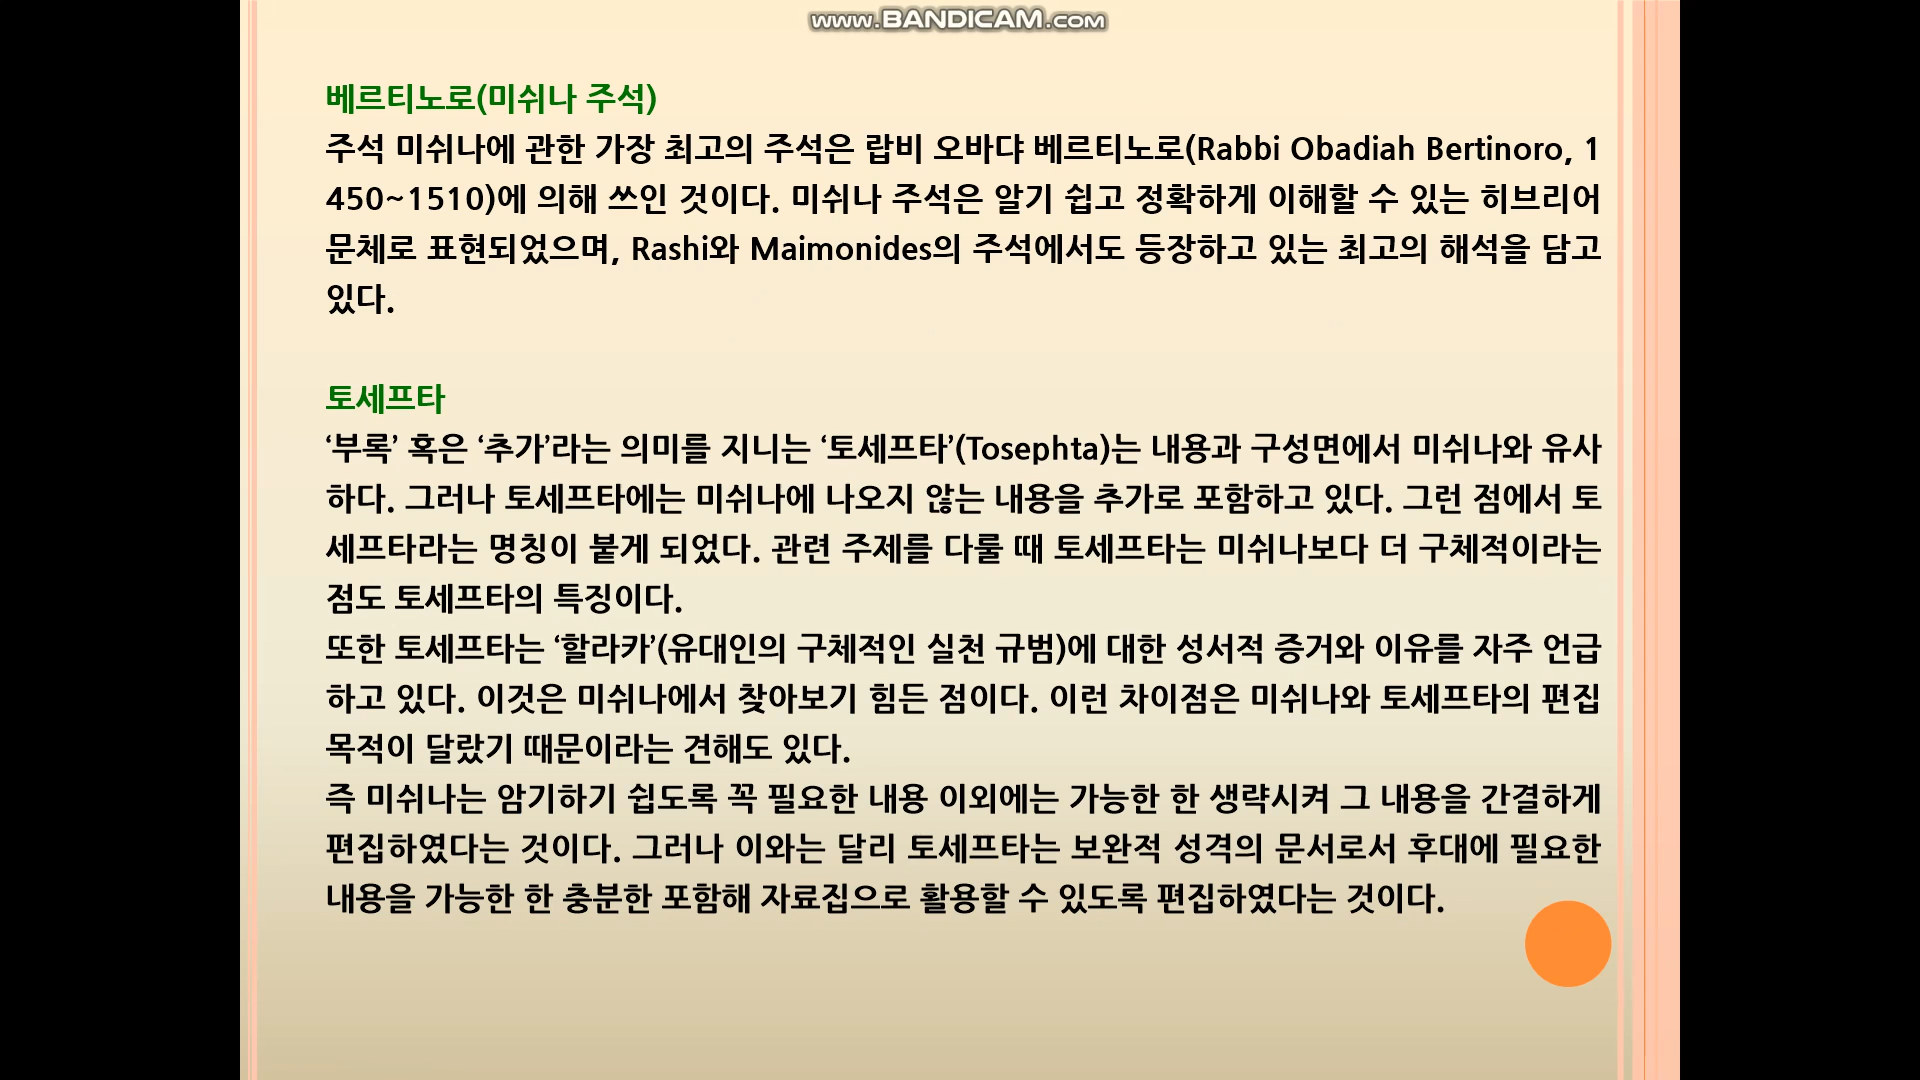 www.BANDICAM.com
베르티노로(미쉬나 주석)
주석 미쉬나에 관한 가장 최고의 주석은 랍비 오바댜 베르티노로(Rabbi Obadiah Bertinoro, 1
450~1510)에 의해 쓰인 것이다. 미쉬나 주석은 알기 쉽고 정확하게 이해할 수 있는 히브리어
문체로 표현되었으며, Rashi와 Maimonides의 주석에서도 등장하고 있는 최고의 해석을 담고
있다.
토세프타
‘부록’ 혹은 ‘추가’라는 의미를 지니는 ‘토세프타’(Tosephta)는 내용과 구성면에서 미쉬나와 유사
하다. 그러나 토세프타에는 미쉬나에 나오지 않는 내용을 추가로 포함하고 있다. 그런 점에서 토
세프타라는 명칭이 붙게 되었다. 관련 주제를 다룰 때 토세프타는 미쉬나보다 더 구체적이라는
점도 토세프타의 특징이다.
또한 토세프타는 ‘할라카’(유대인의 구체적인 실천 규범)에 대한 성서적 증거와 이유를 자주 언급
하고 있다. 이것은 미쉬나에서 찾아보기 힘든 점이다. 이런 차이점은 미쉬나와 토세프타의 편집
목적이 달랐기 때문이라는 견해도 있다.
즉 미쉬나는 암기하기 쉽도록 꼭 필요한 내용 이외에는 가능한 한 생략시켜 그 내용을 간결하게
편집하였다는 것이다. 그러나 이와는 달리 토세프타는 보완적 성격의 문서로서 후대에 필요한
내용을 가능한 한 충분한 포함해 자료집으로 활용할 수 있도록 편집하였다는 것이다.